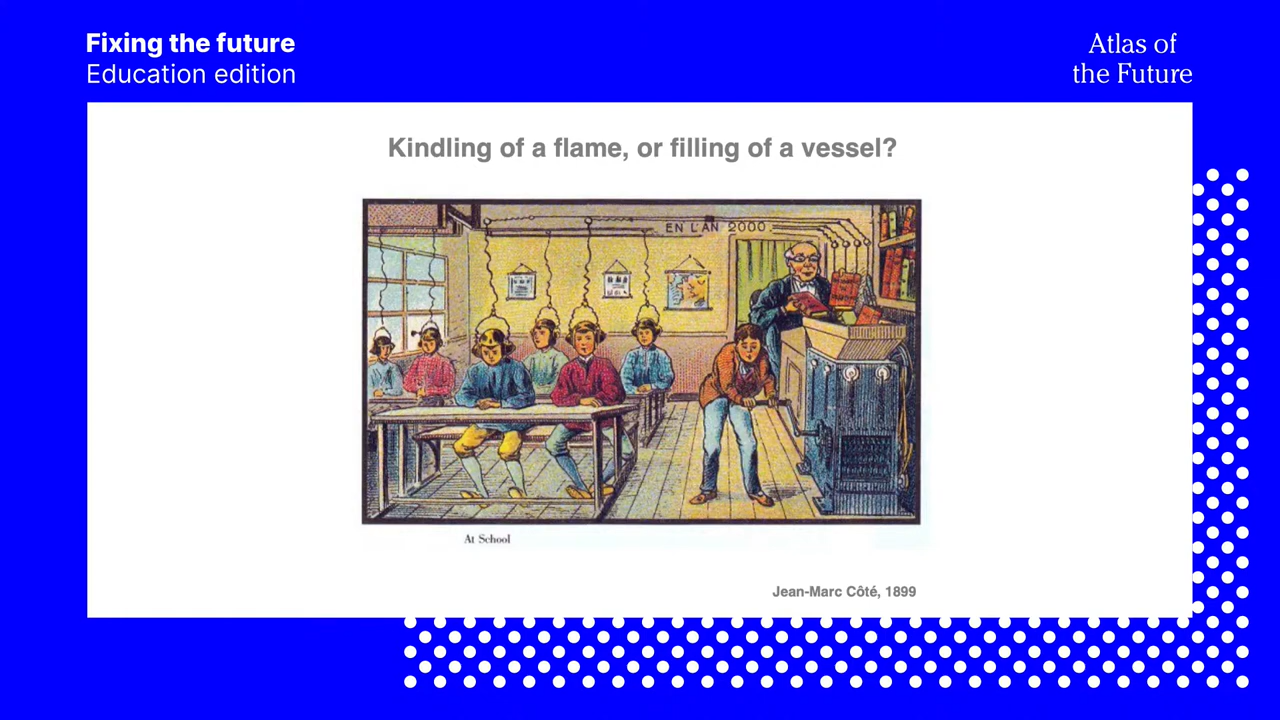 Fixing the future
Education edition
Atlas of
the Future
Kindling of a flame, or filling of a vessel?
EN L'AN 2000
At School
Jean-Marc Côté, 1899